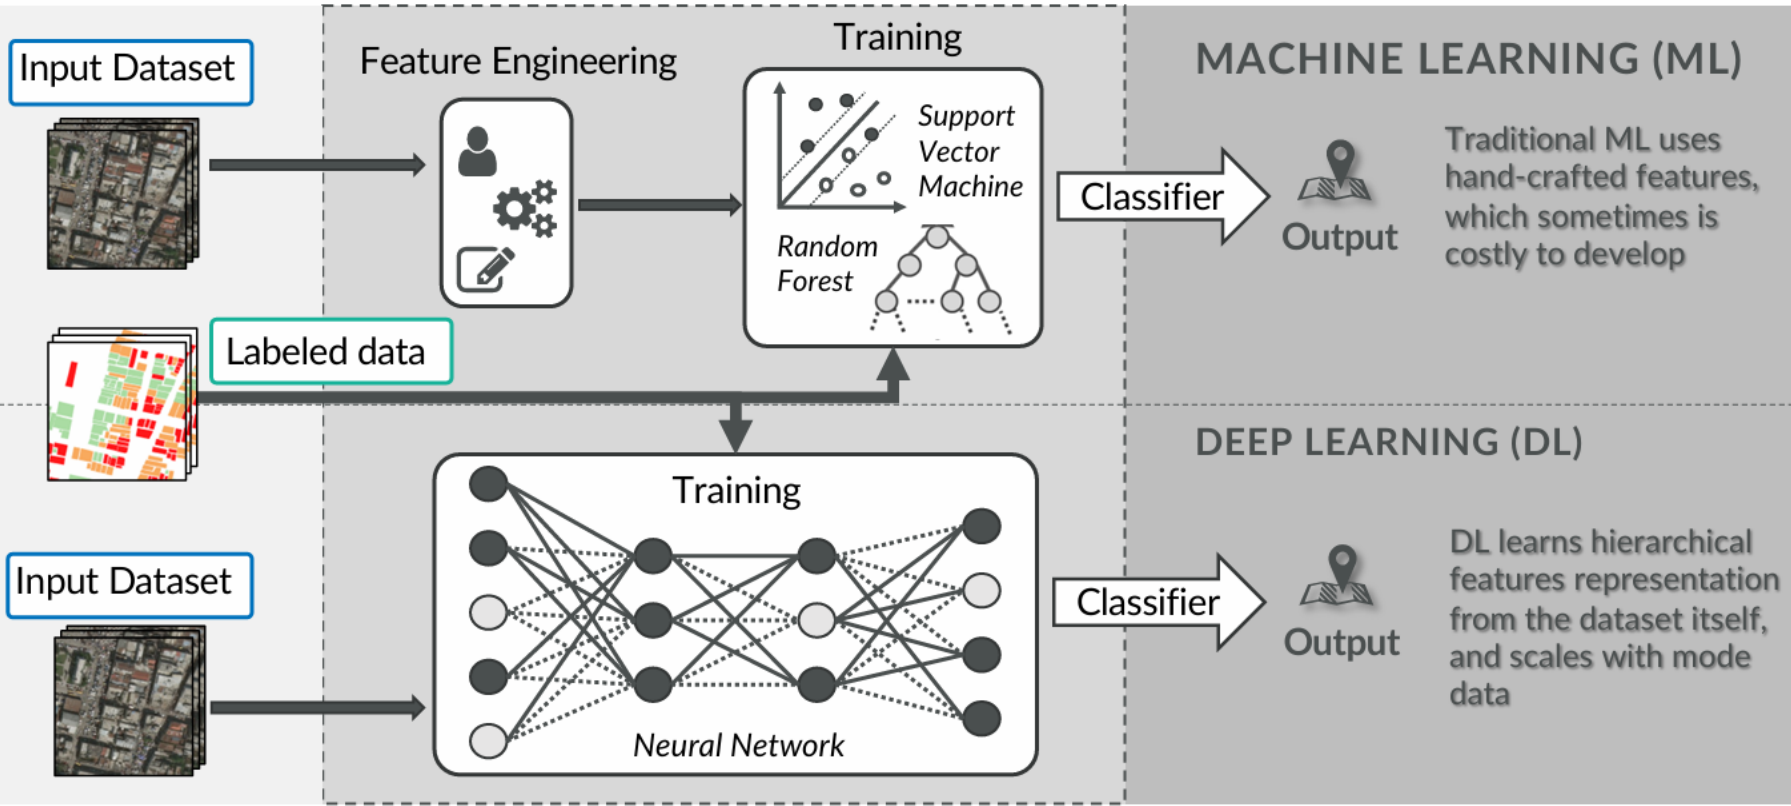 Input Dataset
Feature Engineering
Training
Support
Vector
Machine
Random
Forest
Classifier
Output
MACHINE LEARNING (ML)
Traditional ML uses
hand-crafted features,
which sometimes is
costly to develop
Labeled data
Input Dataset
Training
Neural Network
Classifier
Output
DEEP LEARNING (DL)
DL learns hierarchical
features representation
from the dataset itself,
and scales with mode
data